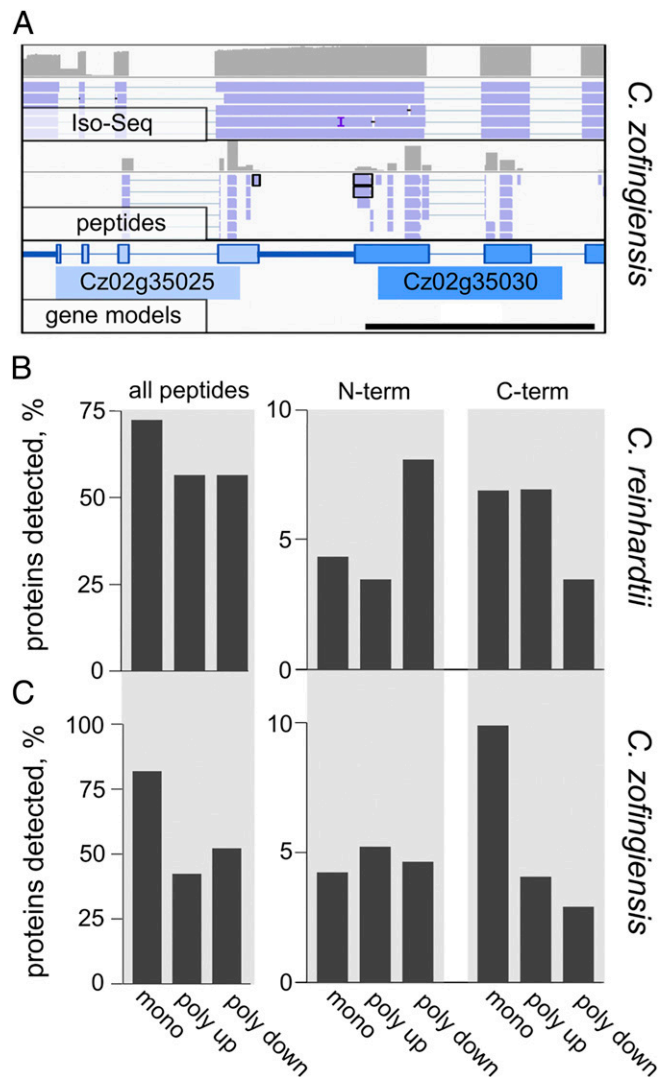 A
Iso-Seq
peptides
Cz02g35025 Cz02g35030
gene models
C. zofingiensis
B
all peptides N-term C-term
proteins detected, %
75
50
25
0
10
5
0
C. reinhardtii
C
proteins detected, %
100
75
50
25
0
10
5
0
C. zofingiensis
mono poly up poly down mono poly up poly down mono poly up poly down